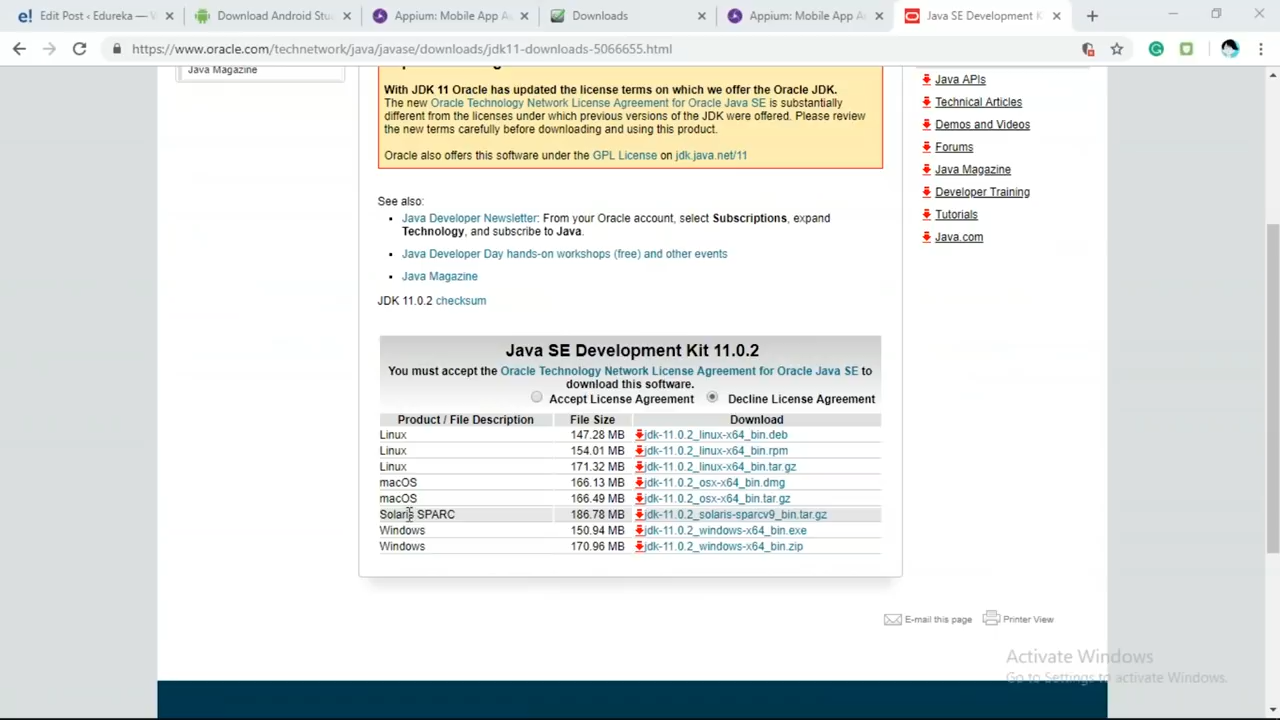 Edit Post ‹ Edureka —
Download Android Stu
Appium: Mobile App A
Downloads
Appium: Mobile App A
Java SE Development K
https://www.oracle.com/technetwork/java/javase/downloads/jdk11-downloads-5066655.html
Java Magazine
With JDK 11 Oracle has updated the license terms on which we offer the Oracle JDK.
The new Oracle Technology Network License Agreement for Oracle Java SE is substantially
different from the licenses under which previous versions of the JDK were offered. Please review
the new terms carefully before downloading and using this product.
Oracle also offers this software under the GPL License on jdk.java.net/11
See also:
Java Developer Newsletter: From your Oracle account, select Subscriptions, expand
Technology, and subscribe to Java.
Java Developer Day hands-on workshops (free) and other events
Java Magazine
JDK 11.0.2 checksum
Java SE Development Kit 11.0.2
You must accept the Oracle Technology Network License Agreement for Oracle Java SE to
download this software.
Accept License Agreement Decline License Agreement
Product / File Description File Size Download
Linux 147.28 MB jdk-11.0.2_linux-x64_bin.deb
Linux 154.01 MB jdk-11.0.2_linux-x64_bin.rpm
Linux 171.32 MB jdk-11.0.2_linux-x64_bin.tar.gz
macOS 166.13 MB jdk-11.0.2_osx-x64_bin.dmg
macOS 166.49 MB jdk-11.0.2_osx-x64_bin.tar.gz
Solaris SPARC 186.78 MB jdk-11.0.2_solaris-sparcv9_bin.tar.gz
Windows 150.94 MB jdk-11.0.2_windows-x64_bin.exe
Windows 170.96 MB jdk-11.0.2_windows-x64_bin.zip
E-mail this page Printer View
Java APIs
Technical Articles
Demos and Videos
Forums
Java Magazine
Developer Training
Tutorials
Java.com
Activate Windows
Go to Settings to activate Windows.